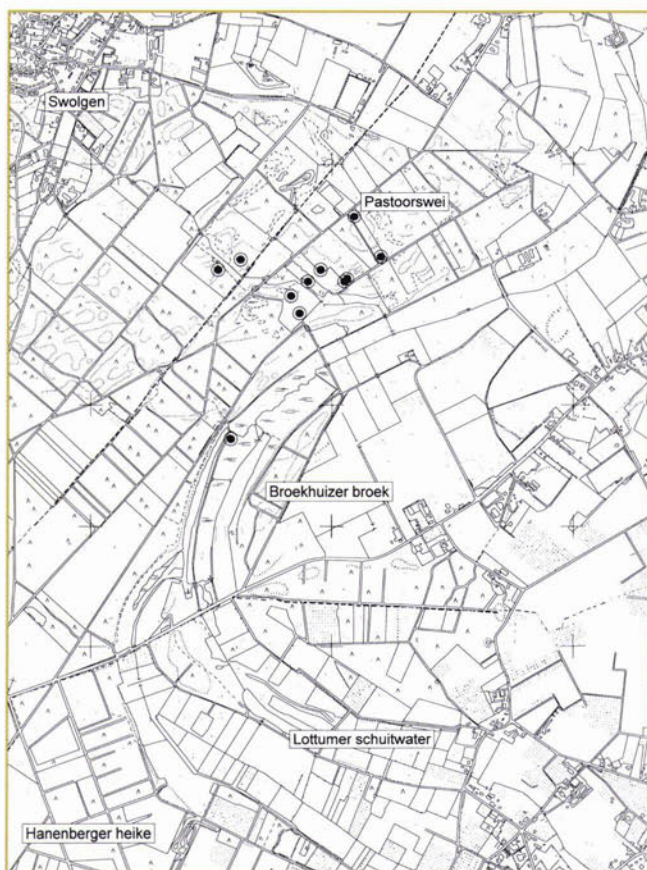 Swolgen
Pastoorswei
Broekhuizer broek
Lottumer schuitwater
Hanenberger heike